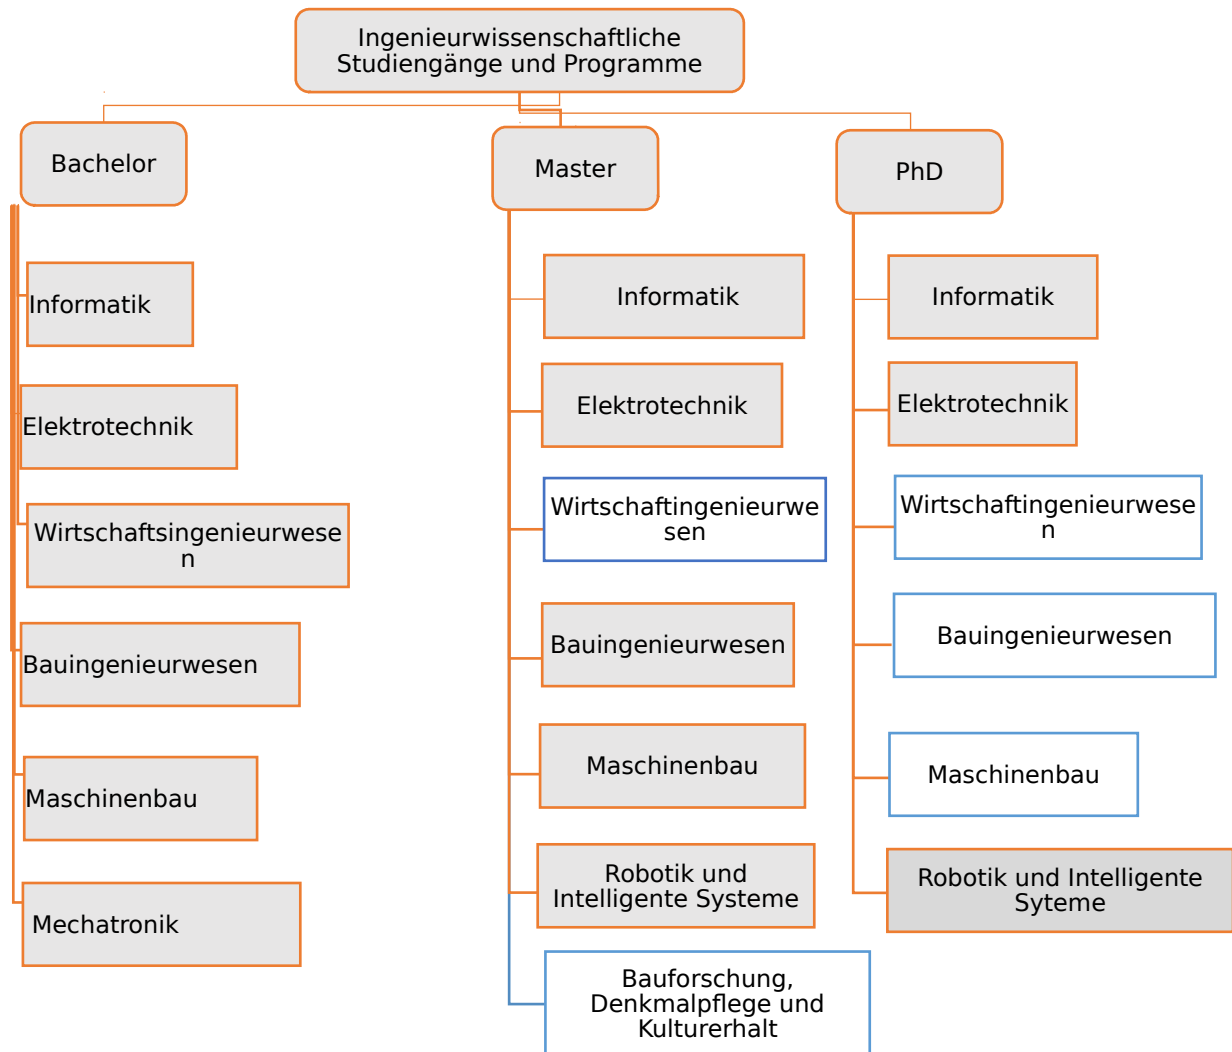 Ingenieurwissenschaftliche
Studiengänge und Programme
Bachelor
Master
PhD
Informatik
Elektrotechnik
Wirtschaftsingenieurwese
n
Bauingenieurwesen
Maschinenbau
Mechatronik
Informatik
Elektrotechnik
Wirtschaftingenieurwe
sen
Bauingenieurwesen
Maschinenbau
Robotik und
Intelligente Systeme
Bauforschung,
Denkmalpflege und
Kulturerhalt
Informatik
Elektrotechnik
Wirtschaftingenieurwese
n
Bauingenieurwesen
Maschinenbau
Robotik und Intelligente
Syteme